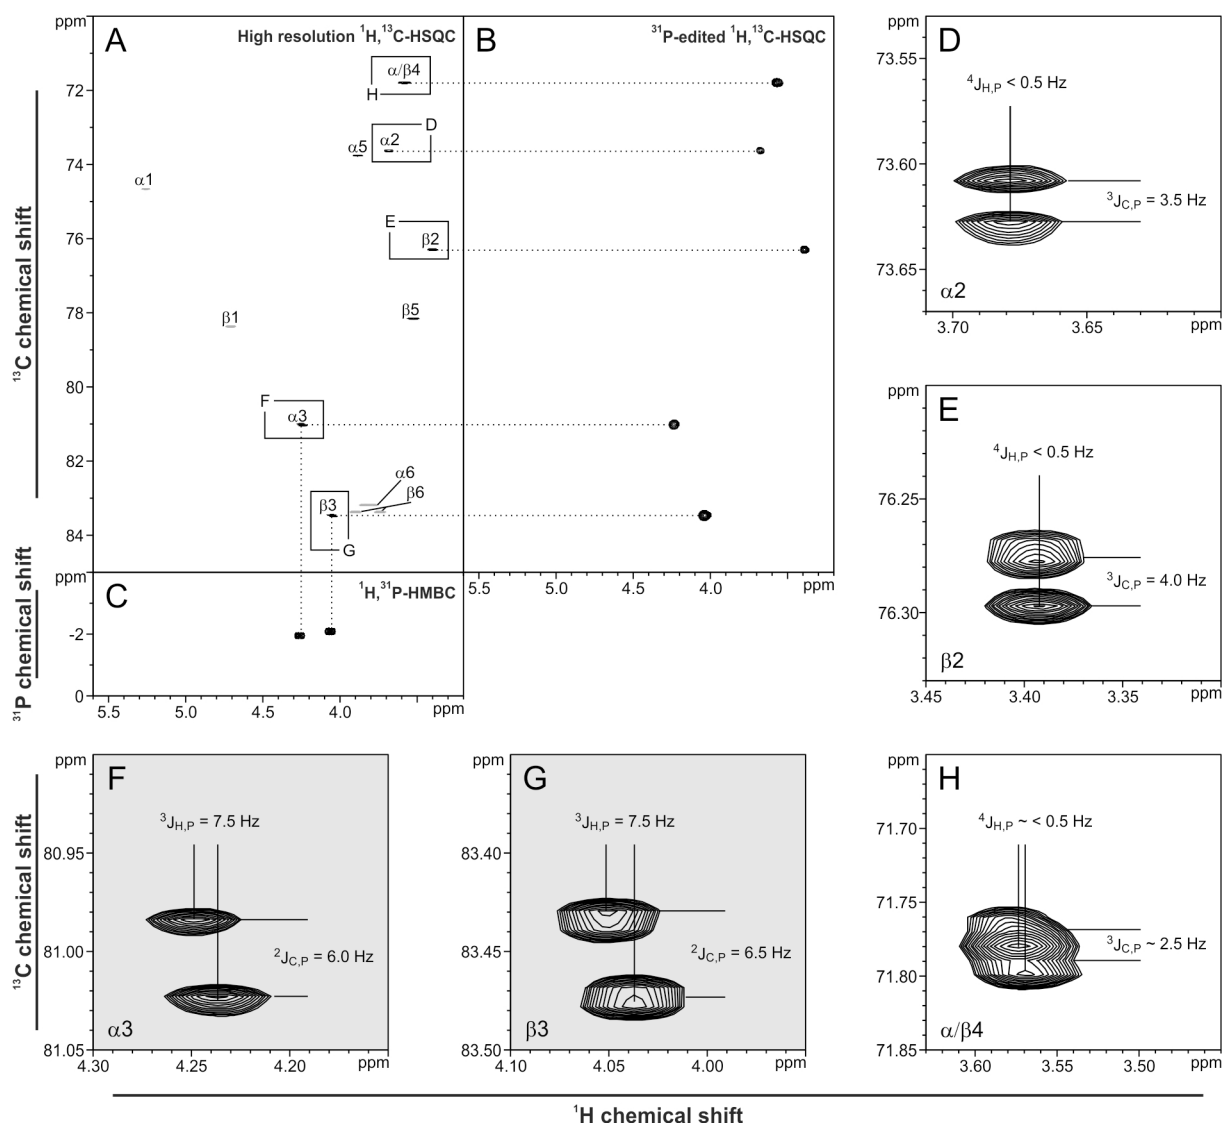 ppm
A
High resolution ¹H,¹³C-HSQC
α/β4
H
72
D
α2
α5
74
α1
E
β2
76
β5
β1
78
80
F
α3
82
α6
β6
β3
G
84
¹³C chemical shift
B
³¹P-edited ¹H,¹³C-HSQC
5.5
5.0
4.5
4.0
ppm
ppm
C
¹H,³¹P-HMBC
-2
0
5.5
5.0
4.5
4.0
ppm
³¹P chemical shift
ppm
D
73.55
⁴J_H,P < 0.5 Hz
73.60
³J_C,P = 3.5 Hz
73.65
α2
3.70
3.65
ppm
ppm
E
⁴J_H,P < 0.5 Hz
76.25
³J_C,P = 4.0 Hz
76.30
β2
3.45
3.40
3.35
ppm
ppm
F
³J_H,P = 7.5 Hz
80.95
81.00
²J_C,P = 6.0 Hz
α3
81.05
4.30
4.25
4.20
ppm
¹³C chemical shift
ppm
G
³J_H,P = 7.5 Hz
83.40
83.45
²J_C,P = 6.5 Hz
β3
83.50
4.10
4.05
4.00
ppm
ppm
H
⁴J_H,P ~ < 0.5 Hz
71.70
71.75
³J_C,P ~ 2.5 Hz
71.80
α/β4
71.85
3.60
3.55
3.50
ppm
¹H chemical shift